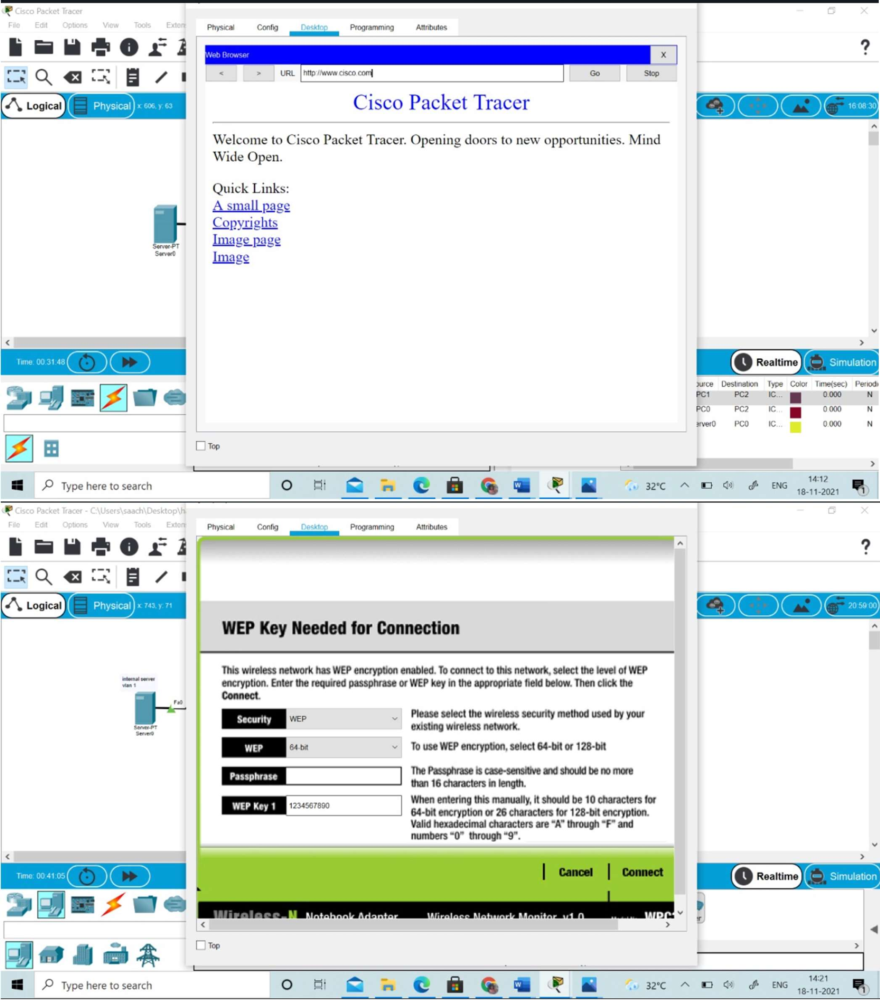 Cisco Packet Tracer
File Edit Options View Tools Exten
Physical Config Desktop Programming Attributes
Web Browser X
< > URL http://www.cisco.com Go Stop
Logical Physical x: 606, y: 63
16:08:30
Cisco Packet Tracer
Welcome to Cisco Packet Tracer. Opening doors to new opportunities. Mind
Wide Open.
Quick Links:
A small page
Copyrights
Image page
Image
Server-PT
Server0
Time: 00:31:48
Realtime Simulation
ource Destination Type Color Time(sec) Periodi
PC1 PC2 IC... 0.000 N
PC0 PC2 IC... 0.000 N
erver0 PC0 IC... 0.000 N
Top
Type here to search
32°C ENG
14:12
18-11-2021
1
Cisco Packet Tracer - C:\Users\saach\Desktop\h
File Edit Options View Tools Exten
Physical Config Desktop Programming Attributes
?
Logical Physical x: 743, y: 71
20:59:00
WEP Key Needed for Connection
This wireless network has WEP encryption enabled. To connect to this network, select the level of WEP
encryption. Enter the required passphrase or WEP key in the appropriate field below. Then click the
Connect.
internal server
vlan 1
Fa0
Server-PT
Server0
Security WEP
Please select the wireless security method used by your
existing wireless network.
WEP 64-bit
To use WEP encryption, select 64-bit or 128-bit
Passphrase
The Passphrase is case-sensitive and should be no more
than 16 characters in length.
WEP Key 1 1234567890
When entering this manually, it should be 10 characters for
64-bit encryption or 26 characters for 128-bit encryption.
Valid hexadecimal characters are “A” through “F” and
numbers “0” through “9”.
Cancel Connect
Time: 00:41:05
Realtime Simulation
Wireless-N Notebook Adapter Wireless Network Monitor v1.0
Top
Type here to search
32°C ENG
14:21
18-11-2021
1